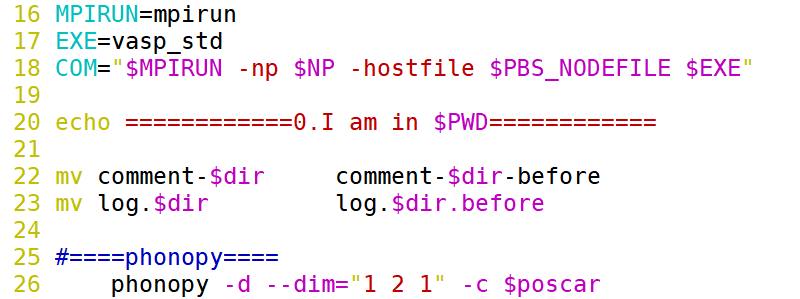 16 MPIRUN=mpirun
17 EXE=vasp_std
18 COM="$MPIRUN -np $NP -hostfile $PBS_NODEFILE $EXE"
19
20 echo ============0.I am in $PWD============
21
22 mv comment-$dir     comment-$dir-before
23 mv log.$dir         log.$dir.before
24
25 #====phonopy====
26     phonopy -d --dim="1 2 1" -c $poscar